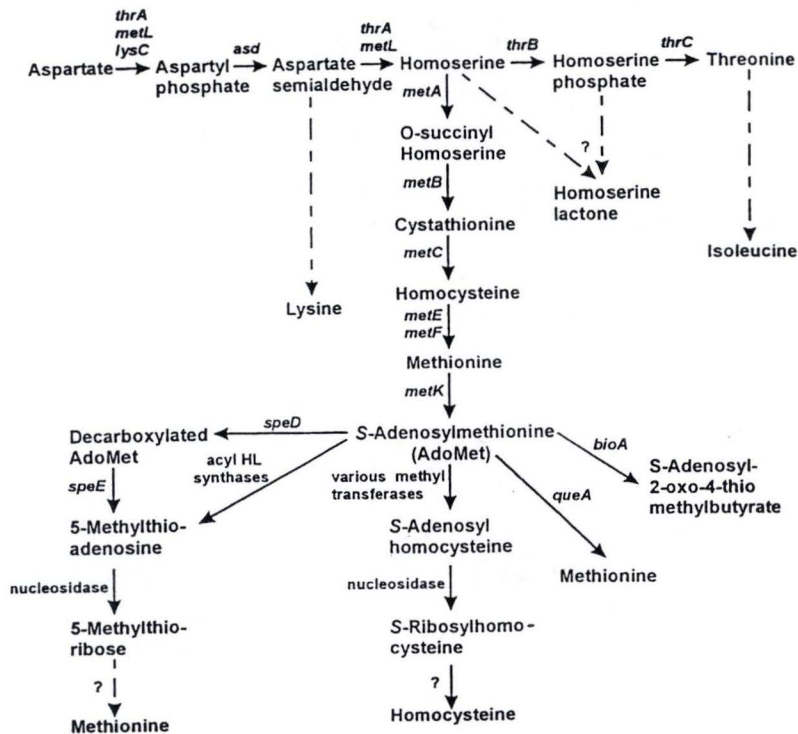 thrA
metL
lysC
Aspartate
Aspartyl
phosphate
asd
Aspartate
semialdehyde
thrA
metL
Homoserine
thrB
Homoserine
phosphate
thrC
Threonine
metA
O-succinyl
Homoserine
?
Homoserine
lactone
Isoleucine
metB
Cystathionine
metC
Homocysteine
Lysine
metE
metF
Methionine
metK
S-Adenosylmethionine
(AdoMet)
speD
Decarboxylated
AdoMet
acyl HL
synthases
various methyl
transferases
queA
bioA
S-Adenosyl-
2-oxo-4-thio
methylbutyrate
speE
5-Methylthio-
adenosine
S-Adenosyl
homocysteine
Methionine
nucleosidase
nucleosidase
5-Methylthio-
ribose
S-Ribosylhomo-
cysteine
?
?
Methionine
Homocysteine